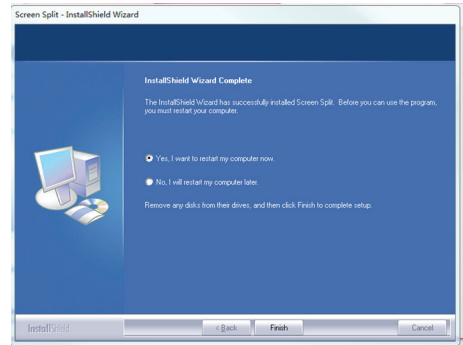 Screen Split - InstallShield Wizard
InstallShield Wizard Complete
The InstallShield Wizard has successfully installed Screen Split. Before you can use the program,
you must restart your computer.
Yes, I want to restart my computer now.
No, I will restart my computer later.
Remove any disks from their drives, and then click Finish to complete setup.
InstallShield
< Back
Finish
Cancel